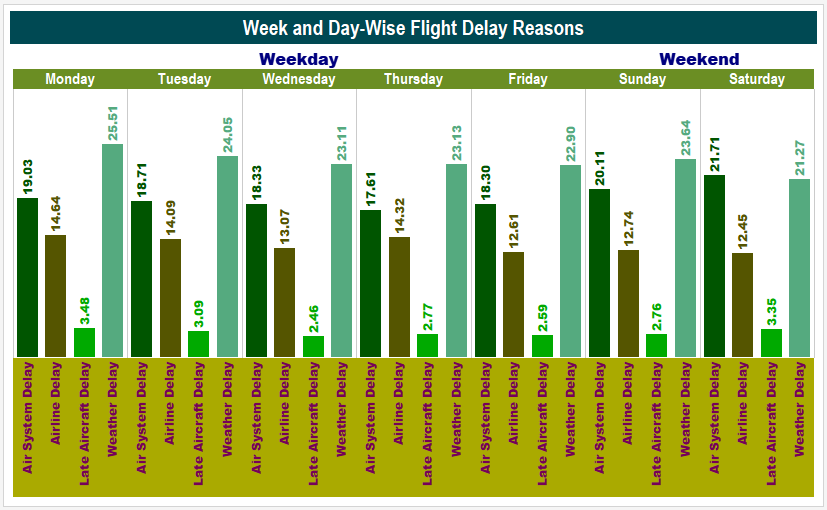 Week and Day-Wise Flight Delay Reasons
Weekday Weekend
Monday Tuesday Wednesday Thursday Friday Sunday Saturday
19.03 14.64 3.48 25.51 18.71 14.09 3.09 24.05 18.33 13.07 2.46 23.11 17.61 14.32 2.77 23.13 18.30 12.61 2.59 22.90 20.11 12.74 2.76 23.64 21.71 12.45 3.35 21.27
Air System Delay Airline Delay Late Aircraft Delay Weather Delay Air System Delay Airline Delay Late Aircraft Delay Weather Delay Air System Delay Airline Delay Late Aircraft Delay Weather Delay Air System Delay Airline Delay Late Aircraft Delay Weather Delay Air System Delay Airline Delay Late Aircraft Delay Weather Delay Air System Delay Airline Delay Late Aircraft Delay Weather Delay Air System Delay Airline Delay Late Aircraft Delay Weather Delay